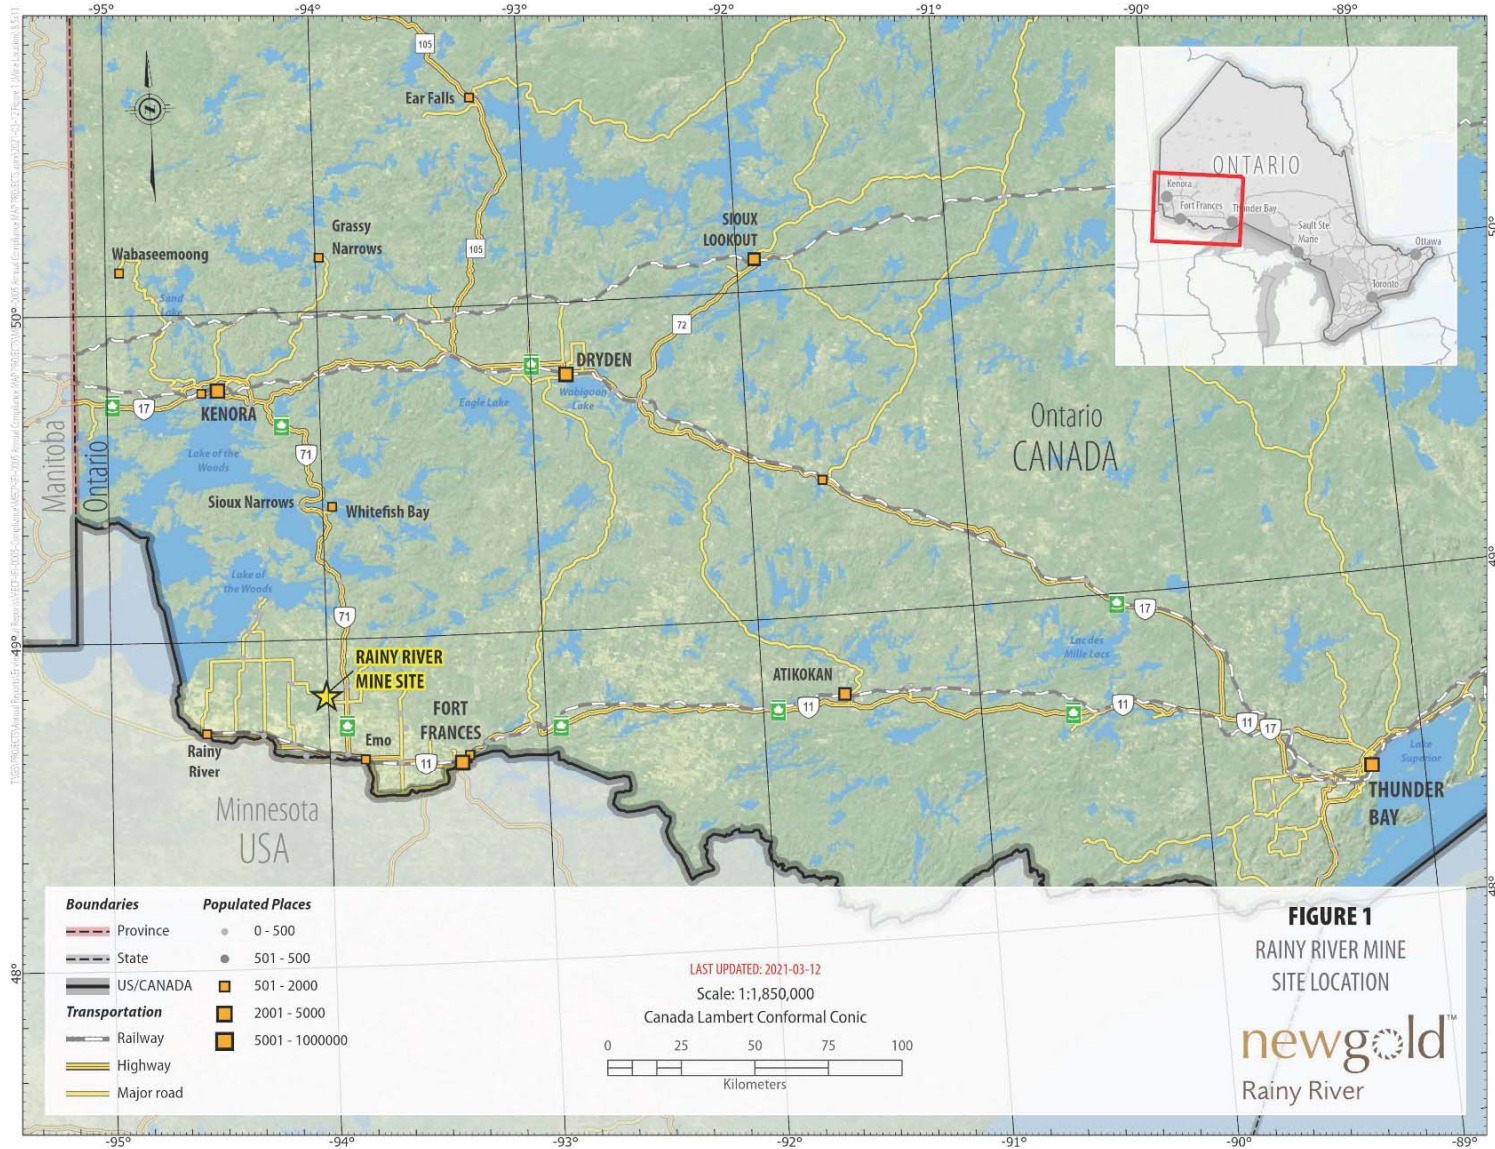 -95°
-94°
-93°
-92°
-91°
-90°
-89°
105
Ear Falls
Grassy
Narrows
Wabaseemoong
105
SIOUX
LOOKOUT
Sand
Lake
50°
50°
72
DRYDEN
Wabigoon
Lake
Eagle Lake
17
KENORA
Manitoba
Ontario
Lake of the
Woods
71
Sioux Narrows
Whitefish Bay
Ontario
CANADA
Lake of
the Woods
71
49°
49°
17
Lac des
Mille Lacs
RAINY RIVER
MINE SITE
ATIKOKAN
11
11
11
17
FORT
FRANCES
Emo
11
Rainy
River
Lake
Superior
THUNDER
BAY
Minnesota
USA
48°
48°
ONTARIO
Kenora
Fort Frances
Thunder Bay
Sault Ste.
Marie
Ottawa
Toronto
Boundaries
Province
State
US/CANADA
Transportation
Railway
Highway
Major road
Populated Places
0 - 500
501 - 500
501 - 2000
2001 - 5000
5001 - 1000000
LAST UPDATED: 2021-03-12
Scale: 1:1,850,000
Canada Lambert Conformal Conic
0 25 50 75 100
Kilometers
FIGURE 1
RAINY RIVER MINE
SITE LOCATION
newgold™
Rainy River
-95°
-94°
-93°
-92°
-91°
-90°
-89°